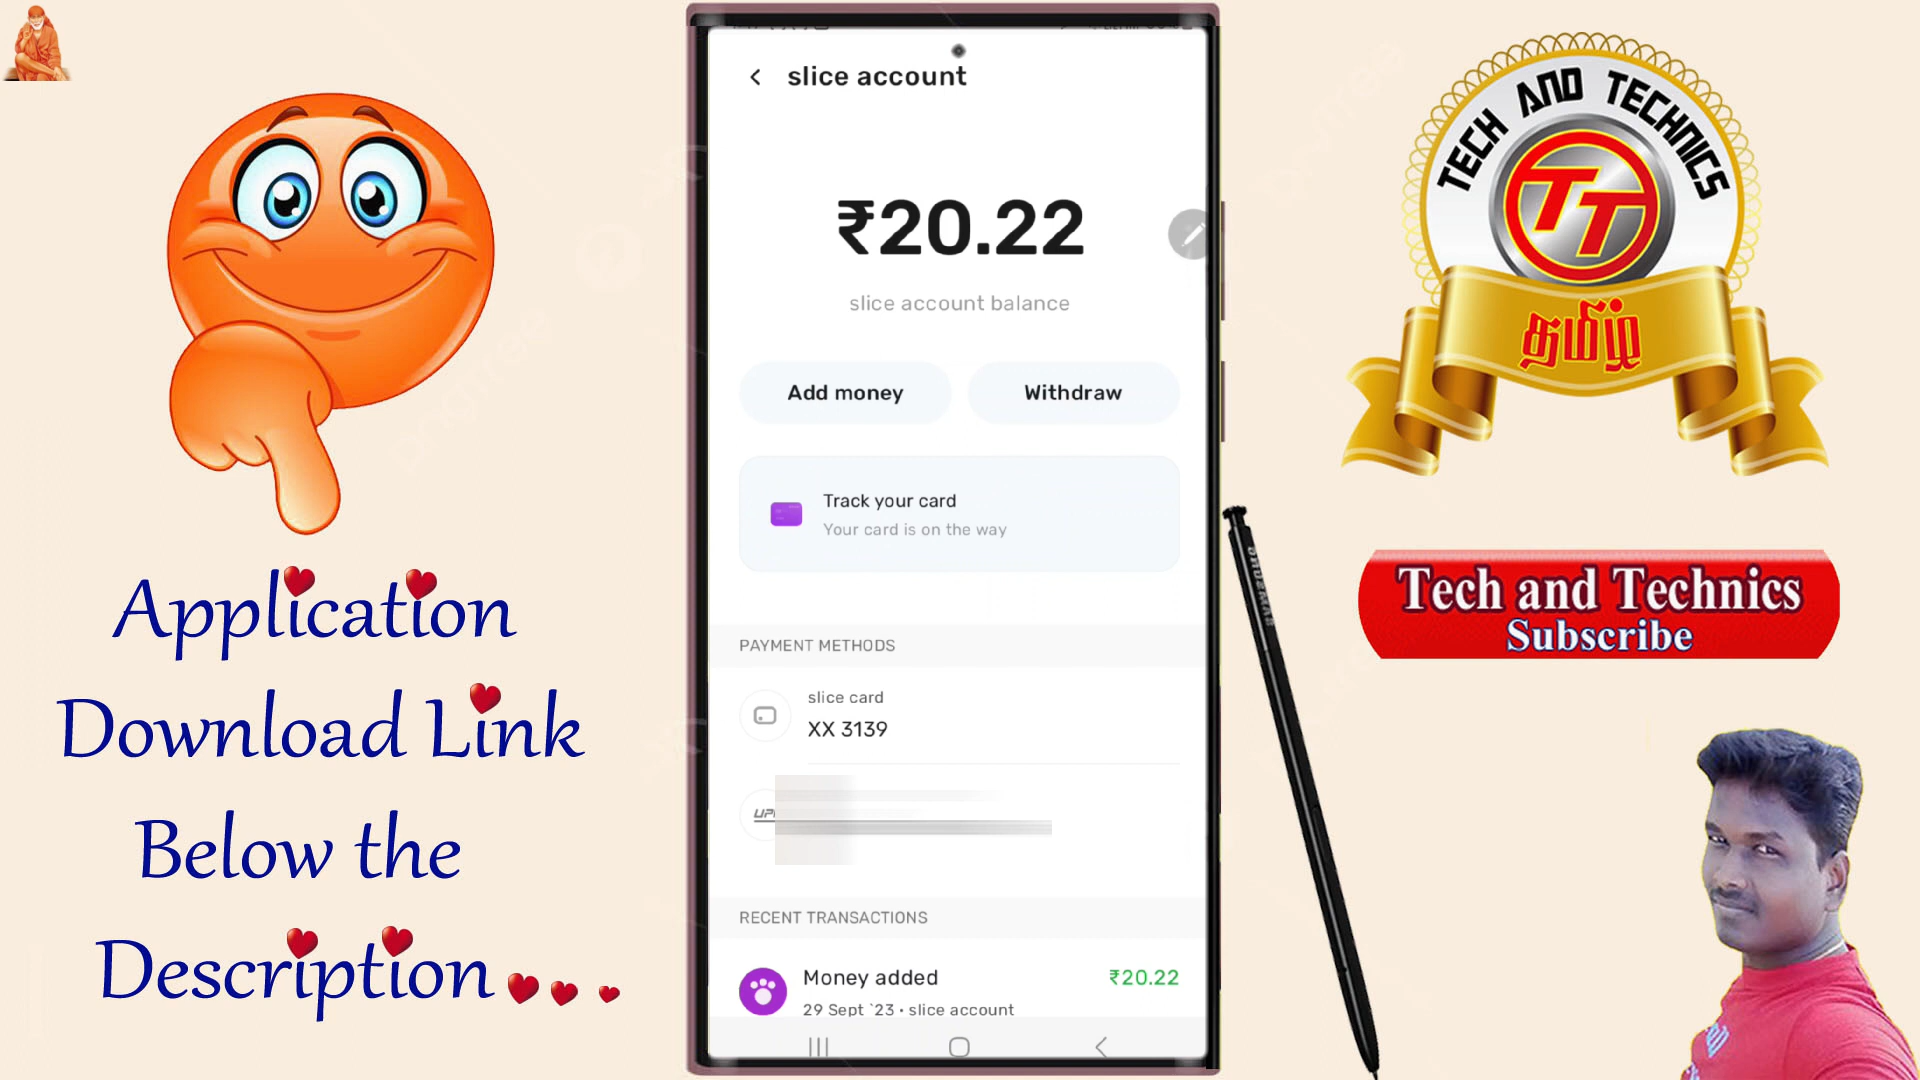 Application
Download Link
Below the
Description...
slice account
₹20.22
slice account balance
Add money
Withdraw
Track your card
Your card is on the way
PAYMENT METHODS
slice card
XX 3139
UPI
RECENT TRANSACTIONS
Money added
₹20.22
29 Sept `23 • slice account
SAMSUNG
TECH AND TECHNICS
TT
தமிழ்
Tech and Technics
Subscribe